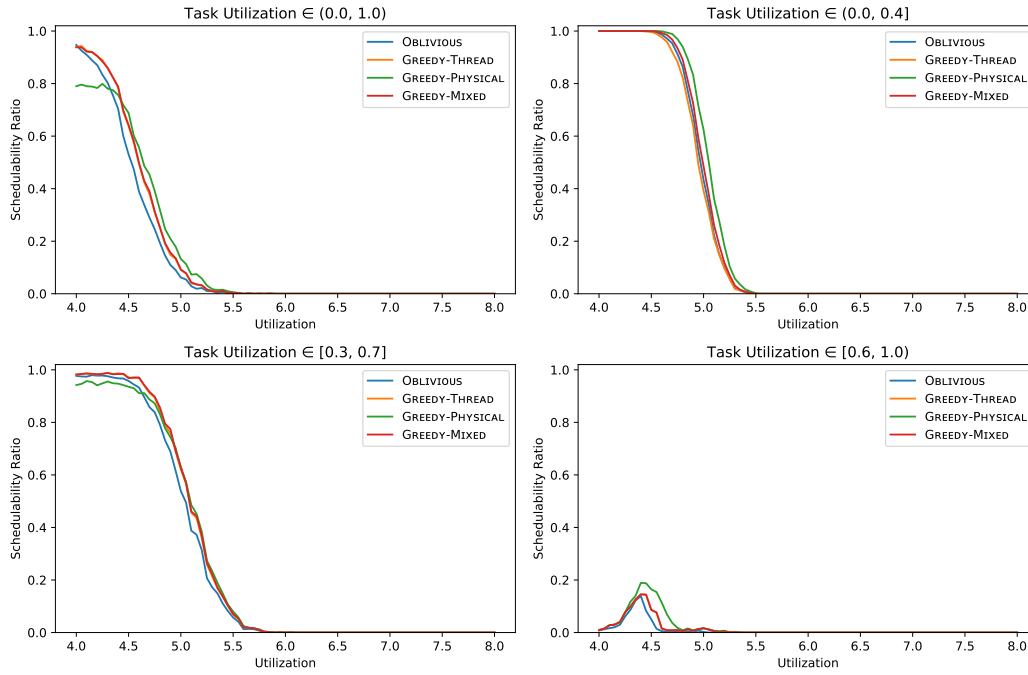 Task Utilization ∈ (0.0, 1.0)
Schedulability Ratio
1.0
0.8
0.6
0.4
0.2
0.0
4.0 4.5 5.0 5.5 6.0 6.5 7.0 7.5 8.0
Utilization
Oblivious
Greedy-Thread
Greedy-Physical
Greedy-Mixed
Task Utilization ∈ (0.0, 0.4]
Schedulability Ratio
1.0
0.8
0.6
0.4
0.2
0.0
4.0 4.5 5.0 5.5 6.0 6.5 7.0 7.5 8.0
Utilization
Oblivious
Greedy-Thread
Greedy-Physical
Greedy-Mixed
Task Utilization ∈ [0.3, 0.7]
Schedulability Ratio
1.0
0.8
0.6
0.4
0.2
0.0
4.0 4.5 5.0 5.5 6.0 6.5 7.0 7.5 8.0
Utilization
Oblivious
Greedy-Thread
Greedy-Physical
Greedy-Mixed
Task Utilization ∈ [0.6, 1.0)
Schedulability Ratio
1.0
0.8
0.6
0.4
0.2
0.0
4.0 4.5 5.0 5.5 6.0 6.5 7.0 7.5 8.0
Utilization
Oblivious
Greedy-Thread
Greedy-Physical
Greedy-Mixed